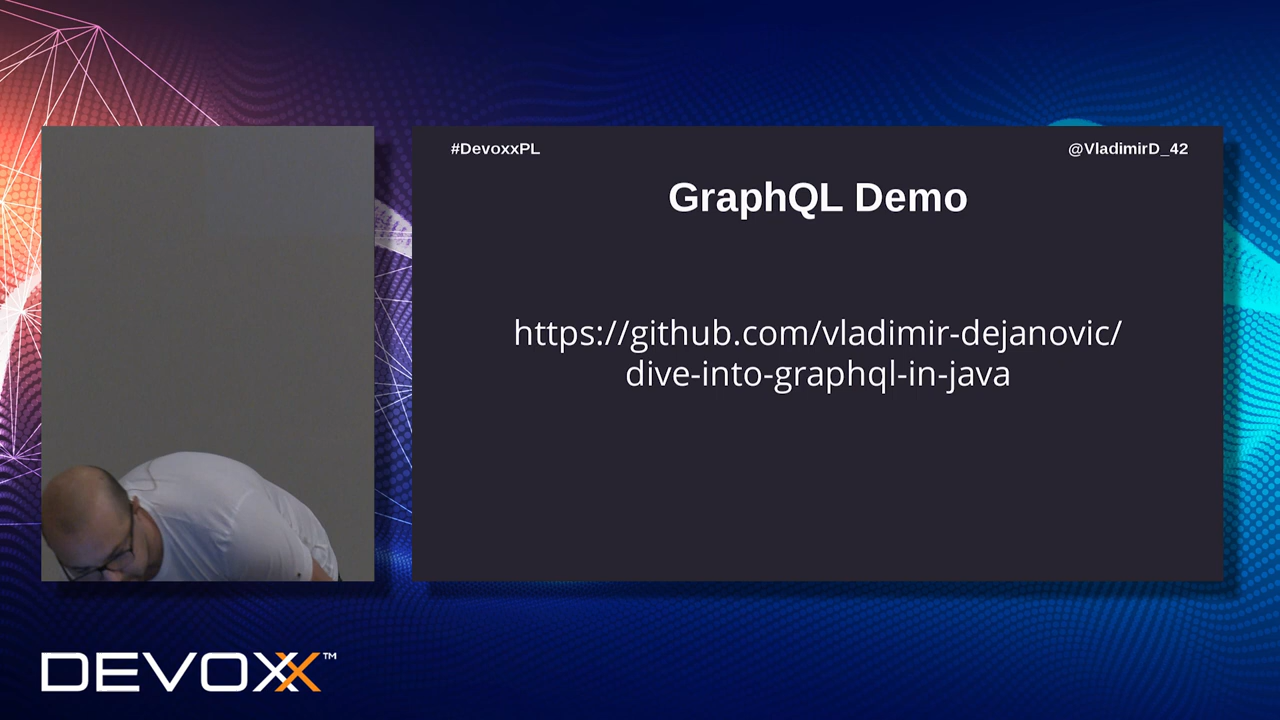 #DevoxxPL
@VladimirD_42
GraphQL Demo
https://github.com/vladimir-dejanovic/
dive-into-graphql-in-java
DEVOXX™